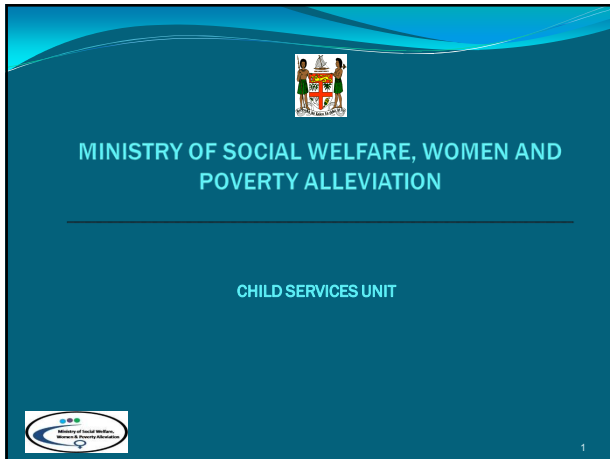 MINISTRY OF SOCIAL WELFARE, WOMEN AND
POVERTY ALLEVIATION
CHILD SERVICES UNIT
Ministry of Social Welfare,
Women & Poverty Alleviation
1